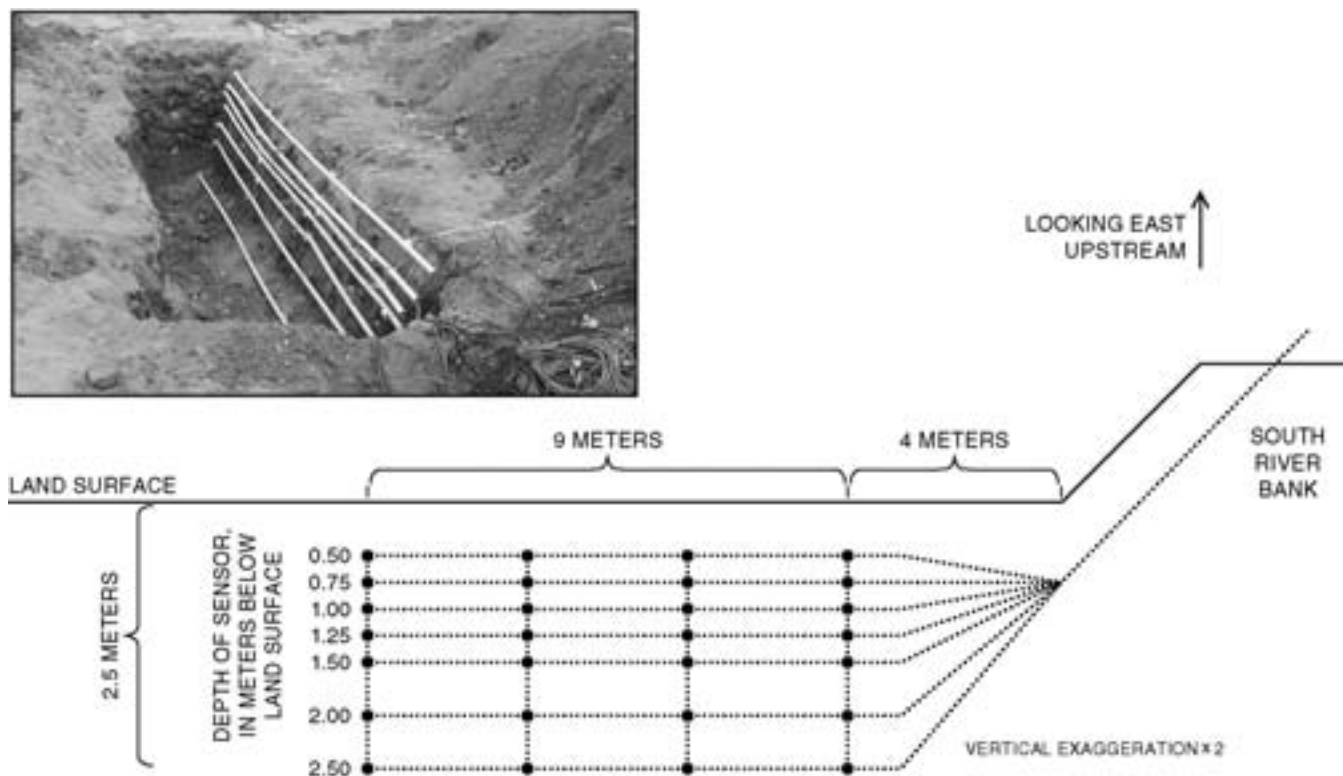 LOOKING EAST
UPSTREAM
9 METERS
4 METERS
SOUTH
RIVER
BANK
LAND SURFACE
2.5 METERS
DEPTH OF SENSOR,
IN METERS BELOW
LAND SURFACE
0.50
0.75
1.00
1.25
1.50
2.00
2.50
VERTICAL EXAGGERATION x 2